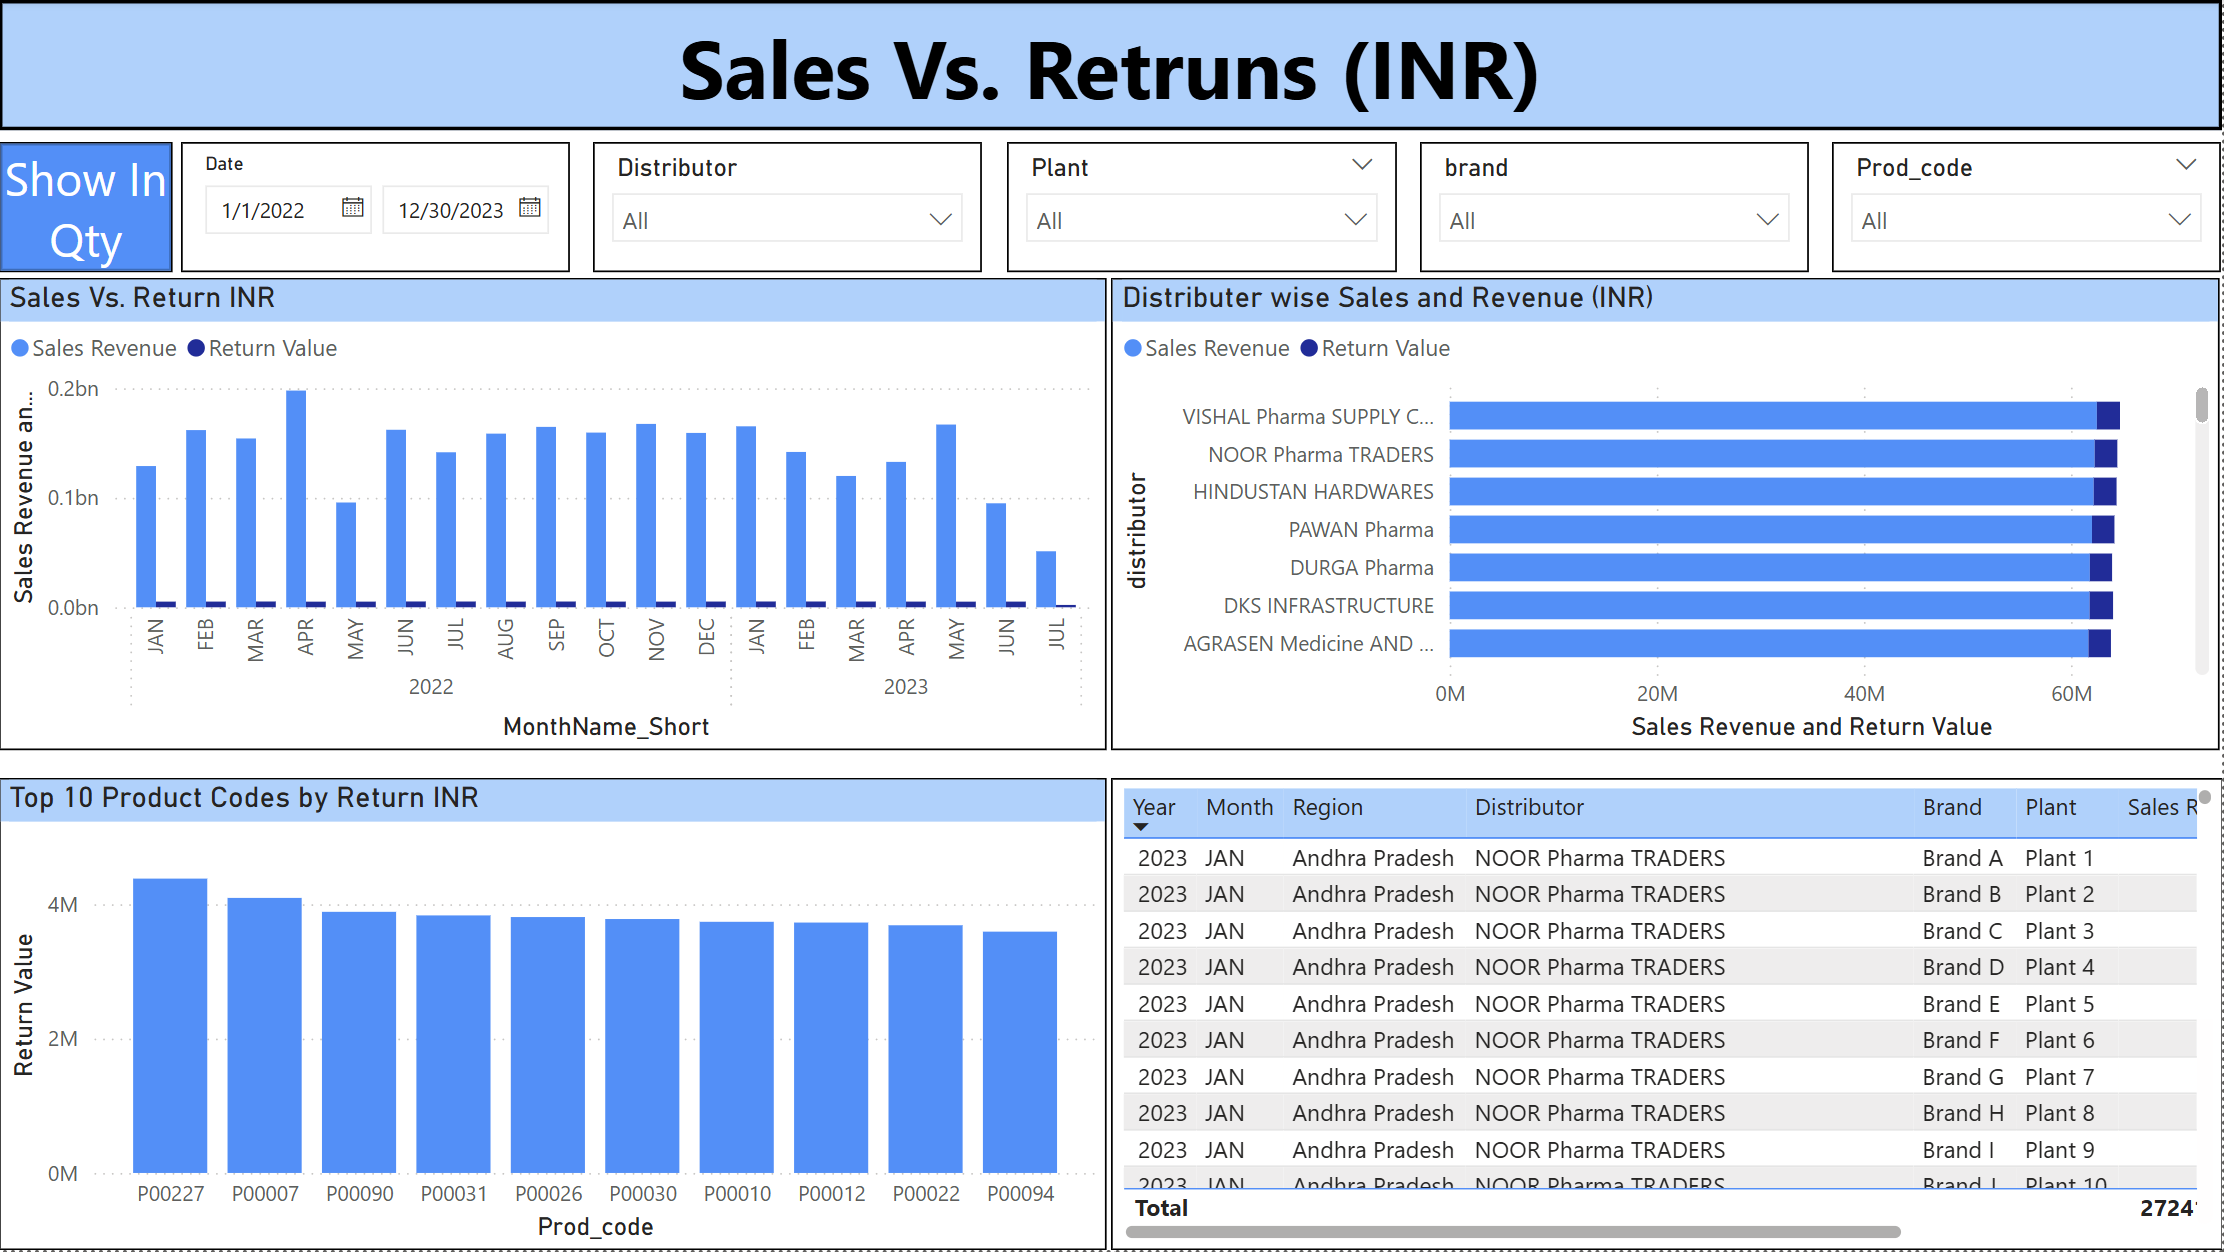 Sales Vs. Retruns (INR)
Show In
Qty
Date
1/1/2022
12/30/2023
Distributor
All
Plant
All
brand
All
Prod_code
All
Sales Vs. Return INR
Sales Revenue
Return Value
Sales Revenue an...
0.2bn
0.1bn
0.0bn
JAN
FEB
MAR
APR
MAY
JUN
JUL
AUG
SEP
OCT
NOV
DEC
JAN
FEB
MAR
APR
MAY
JUN
JUL
2022
2023
MonthName_Short
Distributer wise Sales and Revenue (INR)
Sales Revenue
Return Value
distributor
VISHAL Pharma SUPPLY C...
NOOR Pharma TRADERS
HINDUSTAN HARDWARES
PAWAN Pharma
DURGA Pharma
DKS INFRASTRUCTURE
AGRASEN Medicine AND ...
0M
20M
40M
60M
Sales Revenue and Return Value
Top 10 Product Codes by Return INR
Return Value
4M
2M
0M
P00227
P00007
P00090
P00031
P00026
P00030
P00010
P00012
P00022
P00094
Prod_code
Year Month Region Distributor Brand Plant Sales R
2023 JAN Andhra Pradesh NOOR Pharma TRADERS Brand A Plant 1
2023 JAN Andhra Pradesh NOOR Pharma TRADERS Brand B Plant 2
2023 JAN Andhra Pradesh NOOR Pharma TRADERS Brand C Plant 3
2023 JAN Andhra Pradesh NOOR Pharma TRADERS Brand D Plant 4
2023 JAN Andhra Pradesh NOOR Pharma TRADERS Brand E Plant 5
2023 JAN Andhra Pradesh NOOR Pharma TRADERS Brand F Plant 6
2023 JAN Andhra Pradesh NOOR Pharma TRADERS Brand G Plant 7
2023 JAN Andhra Pradesh NOOR Pharma TRADERS Brand H Plant 8
2023 JAN Andhra Pradesh NOOR Pharma TRADERS Brand I Plant 9
2023 JAN Andhra Pradesh NOOR Pharma TRADERS Brand Plant 10
Total 2724